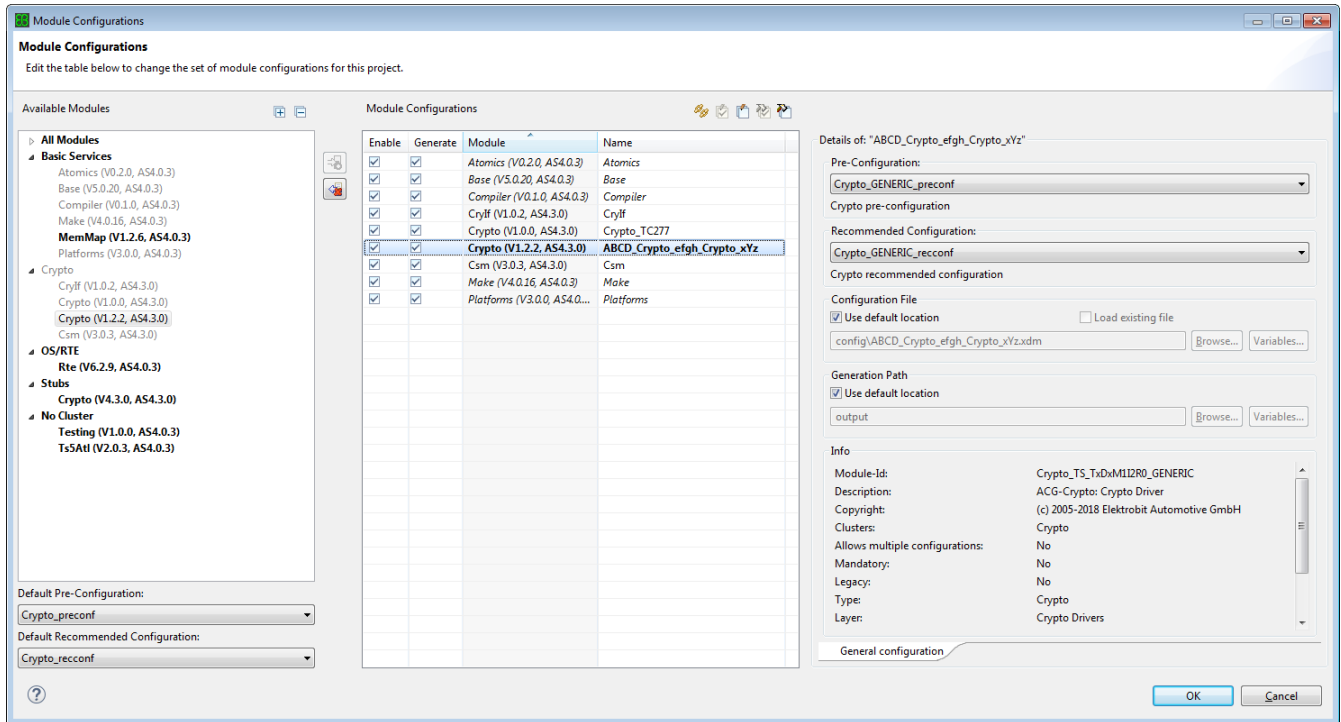 EB Module Configurations
Module Configurations
Edit the table below to change the set of module configurations for this project.
Available Modules
All Modules
Basic Services
Atomics (V0.2.0, AS4.0.3)
Base (V5.0.20, AS4.0.3)
Compiler (V0.1.0, AS4.0.3)
Make (V4.0.16, AS4.0.3)
MemMap (V1.2.6, AS4.0.3)
Platforms (V3.0.0, AS4.0.3)
Crypto
CryIf (V1.0.2, AS4.3.0)
Crypto (V1.0.0, AS4.3.0)
Crypto (V1.2.2, AS4.3.0)
Csm (V3.0.3, AS4.3.0)
OS/RTE
Rte (V6.2.9, AS4.0.3)
Stubs
Crypto (V4.3.0, AS4.3.0)
No Cluster
Testing (V1.0.0, AS4.0.3)
Ts5Atl (V2.0.3, AS4.0.3)
Default Pre-Configuration:
Crypto_preconf
Default Recommended Configuration:
Crypto_recconf
Module Configurations
Enable Generate Module Name
Atomics (V0.2.0, AS4.0.3) Atomics
Base (V5.0.20, AS4.0.3) Base
Compiler (V0.1.0, AS4.0.3) Compiler
CryIf (V1.0.2, AS4.3.0) CryIf
Crypto (V1.0.0, AS4.3.0) Crypto_TC277
Crypto (V1.2.2, AS4.3.0) ABCD_Crypto_efgh_Crypto_xYz
Csm (V3.0.3, AS4.3.0) Csm
Make (V4.0.16, AS4.0.3) Make
Platforms (V3.0.0, AS4.0.... Platforms
Details of: "ABCD_Crypto_efgh_Crypto_xYz"
Pre-Configuration:
Crypto_GENERIC_preconf
Crypto pre-configuration
Recommended Configuration:
Crypto_GENERIC_recconf
Crypto recommended configuration
Configuration File
Use default location Load existing file
config\ABCD_Crypto_efgh_Crypto_xYz.xdm Browse... Variables...
Generation Path
Use default location
output Browse... Variables...
Info
Module-Id: Crypto_TS_TxDxM1I2R0_GENERIC
Description: ACG-Crypto: Crypto Driver
Copyright: (c) 2005-2018 Elektrobit Automotive GmbH
Clusters: Crypto
Allows multiple configurations: No
Mandatory: No
Legacy: No
Type: Crypto
Layer: Crypto Drivers
General configuration
? OK Cancel